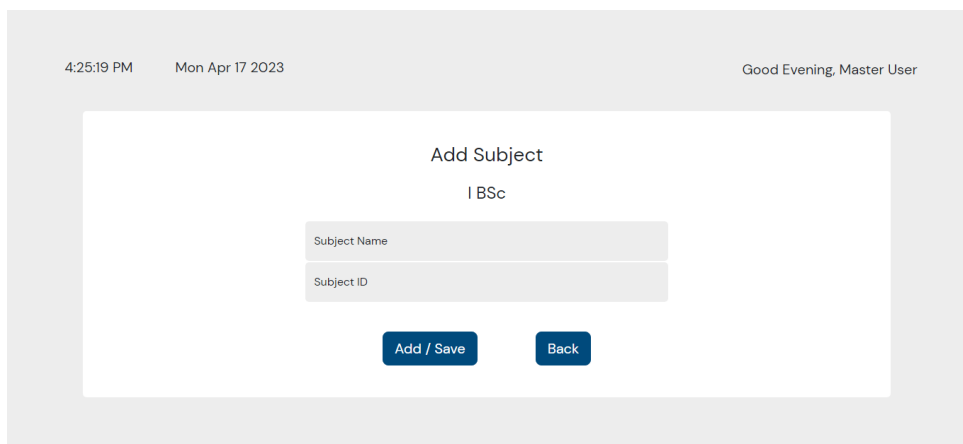 4:25:19 PM Mon Apr 17 2023 Good Evening, Master User
Add Subject
I BSc
Subject Name
Subject ID
Add / Save Back